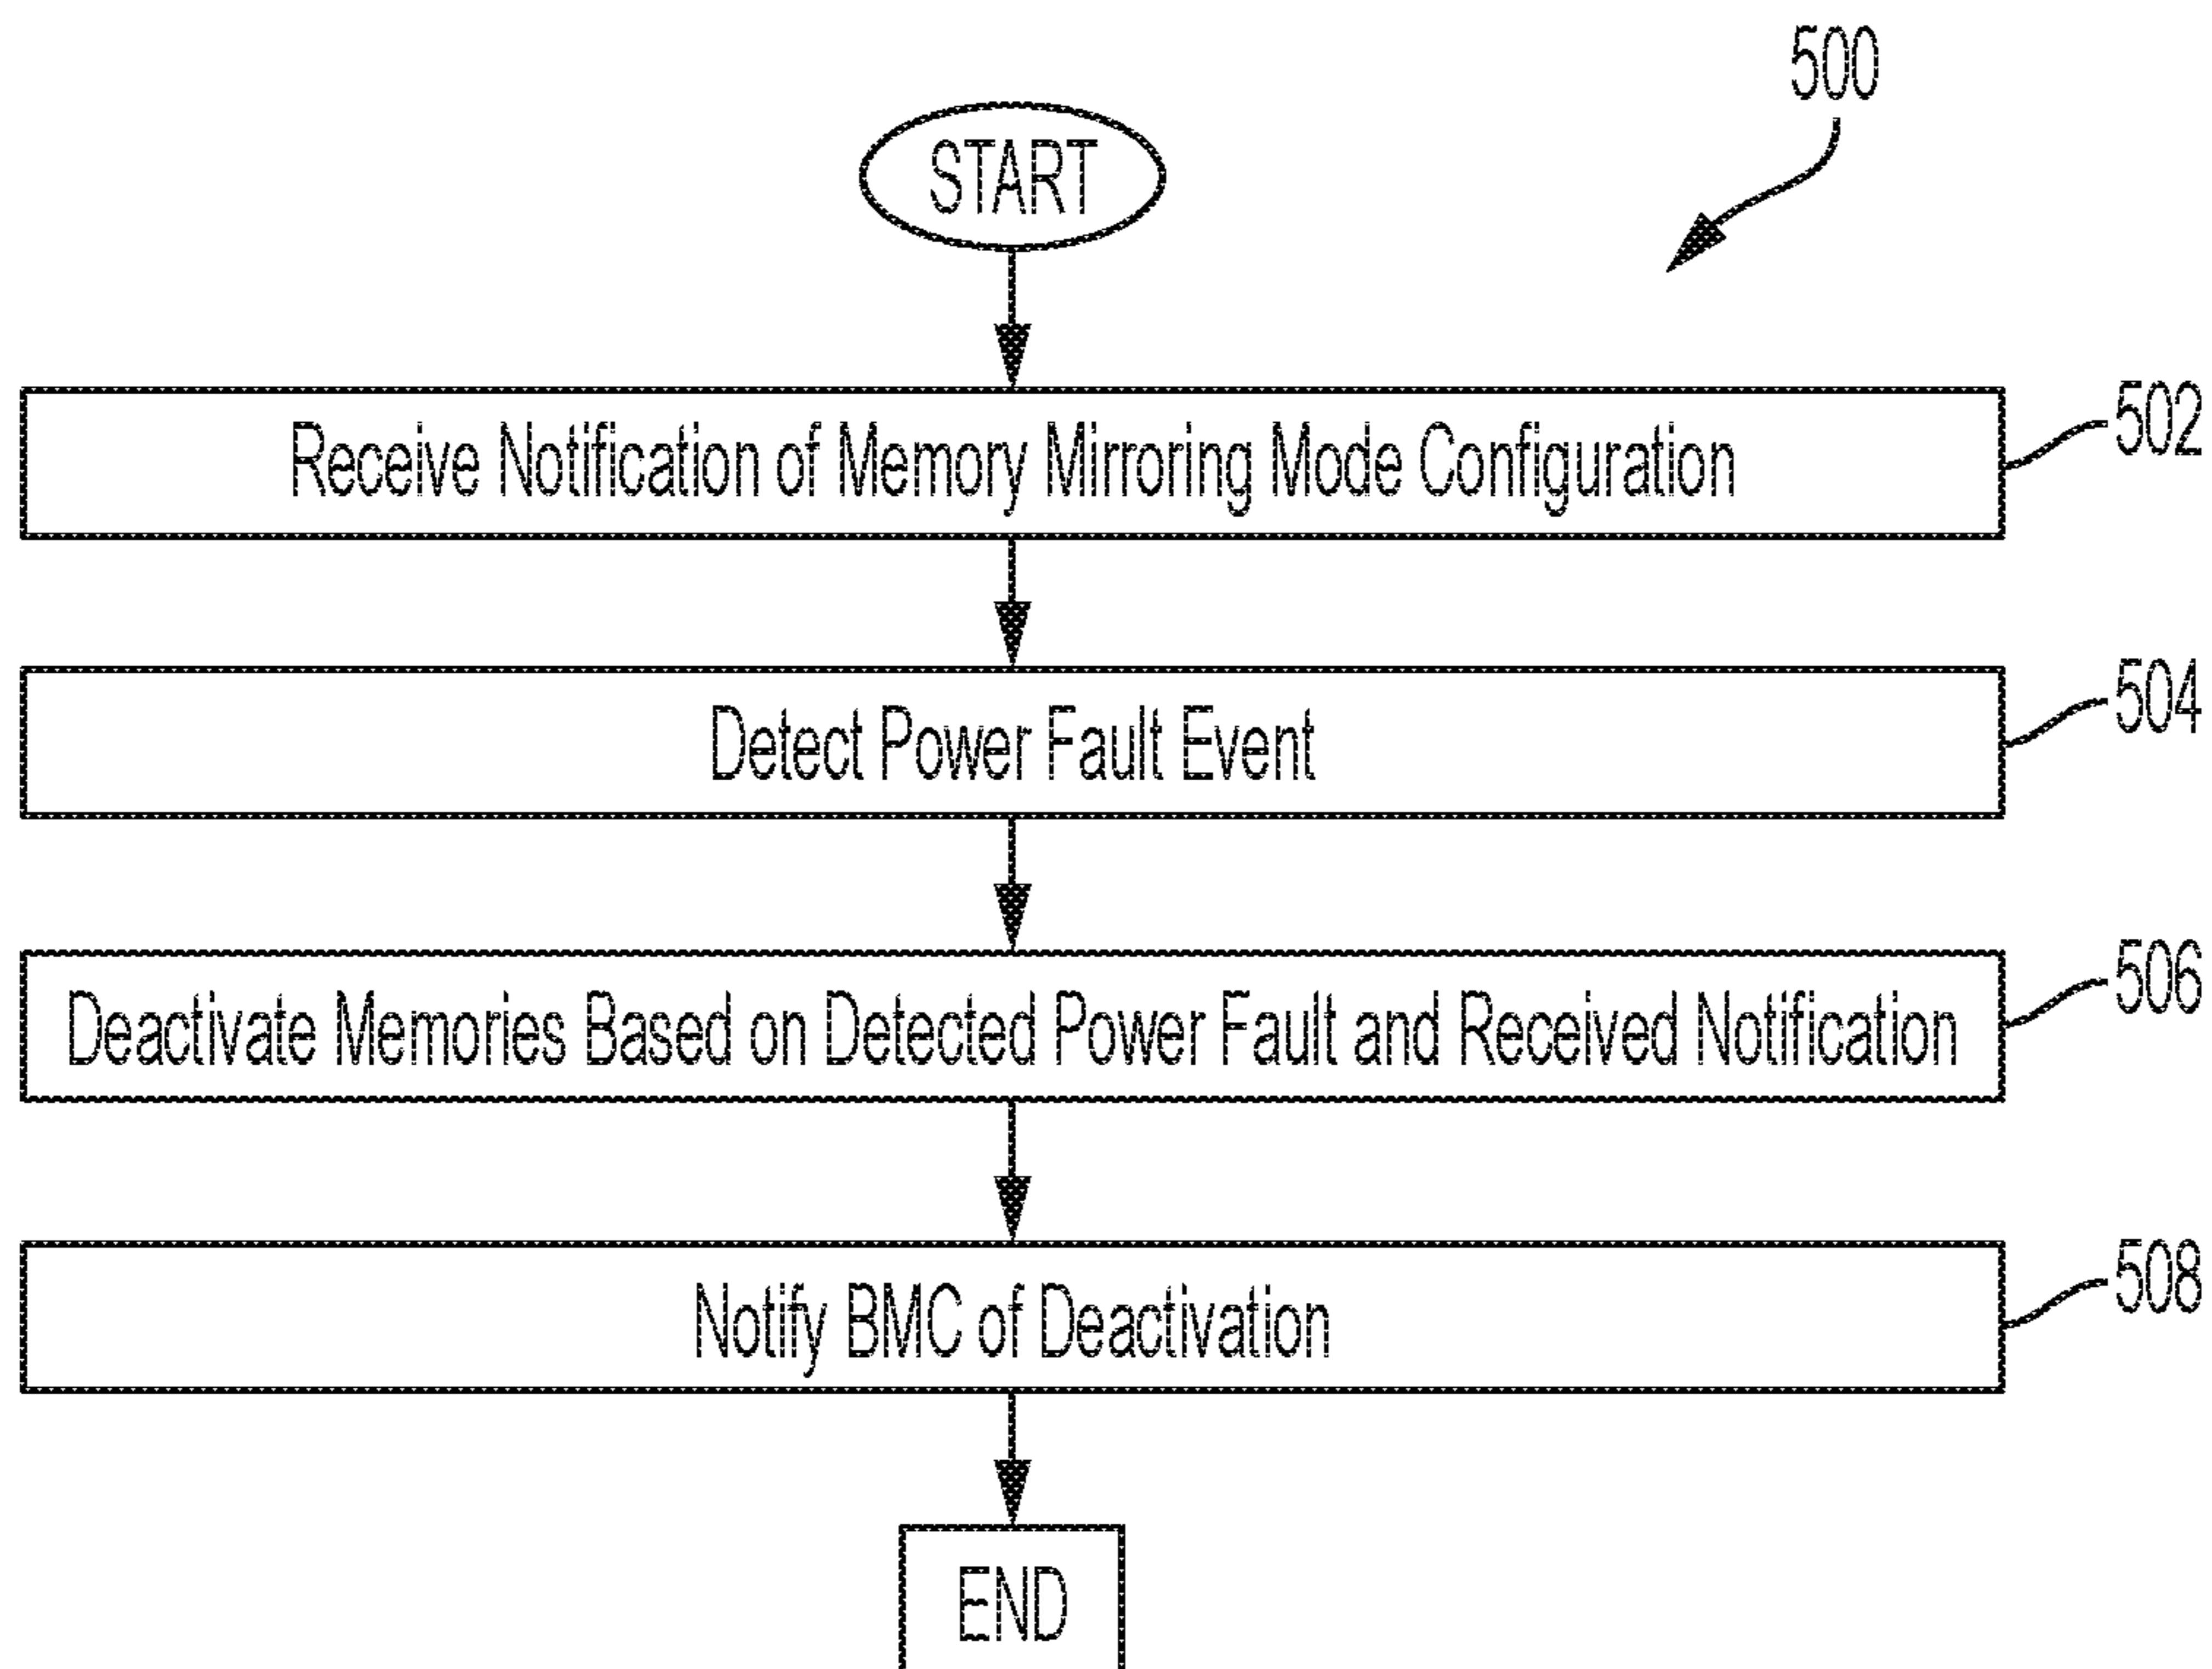 500
START
Receive Notification of Memory Mirroring Mode Configuration
502
Detect Power Fault Event
504
Deactivate Memories Based on Detected Power Fault and Received Notification
506
Notify BMC of Deactivation
508
END